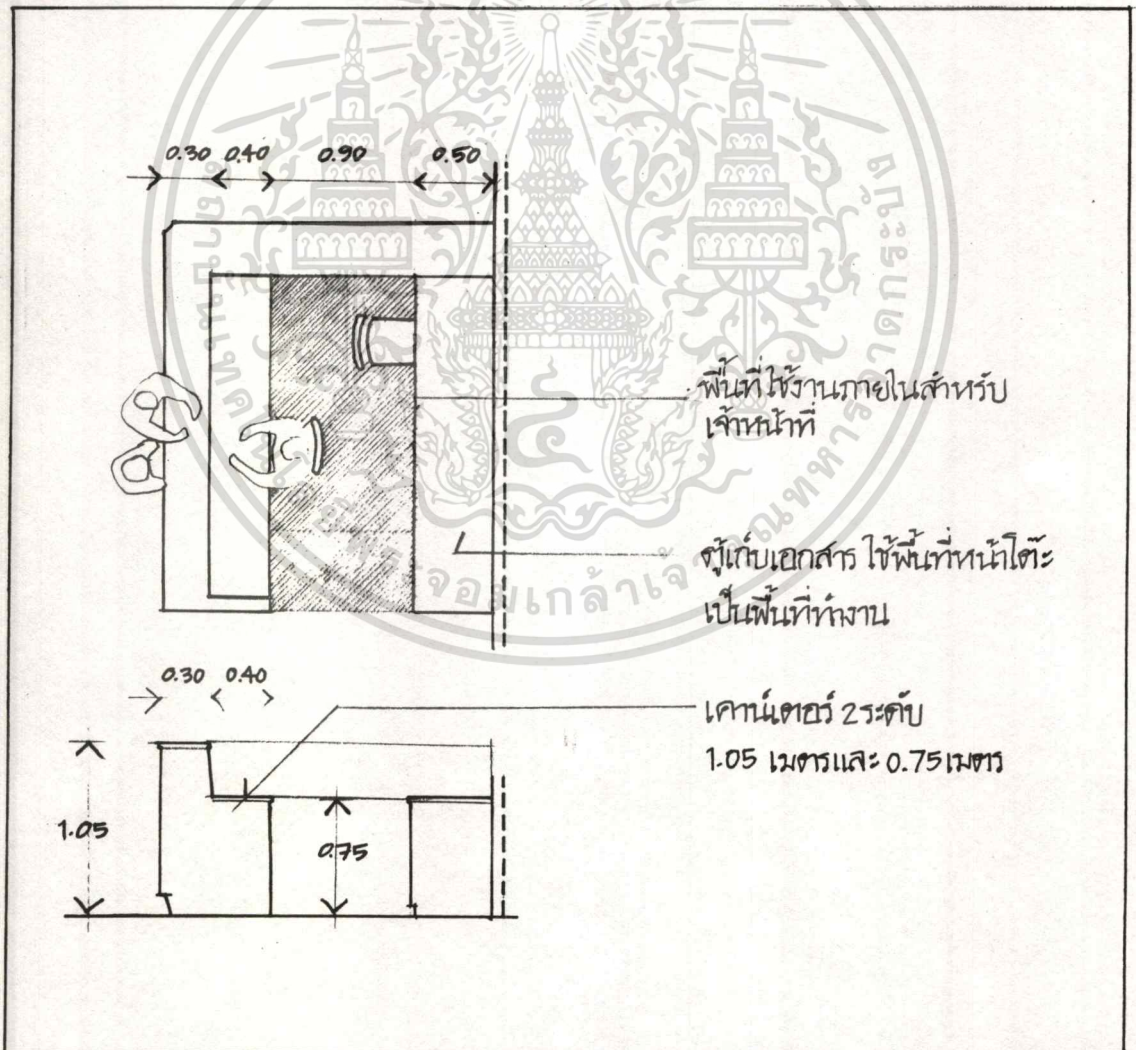 0.30 0.40 0.90 0.50
พื้นที่ใช้งานภายในสำหรับ
เจ้าหน้าที่
ตู้เก็บเอกสาร ใช้พื้นที่หน้าโต๊ะ
เป็นพื้นที่ทำงาน
0.30 0.40
เคาน์เตอร์ 2 ระดับ
1.05 เมตรและ 0.75 เมตร
1.05
0.75